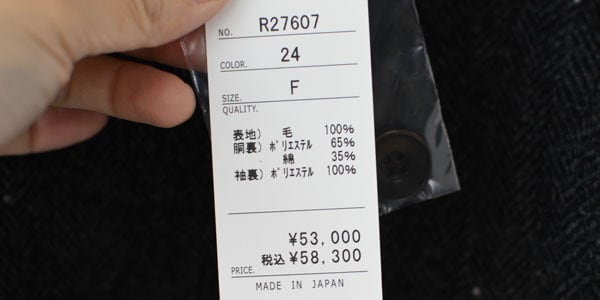 NO. R27607
COLOR. 24
SIZE. F
QUALITY.
表地) 毛 100%
胴裏) ポリエステル 65%
綿 35%
袖裏) ポリエステル 100%
¥53,000
PRICE. 税込 ¥58,300
MADE IN JAPAN